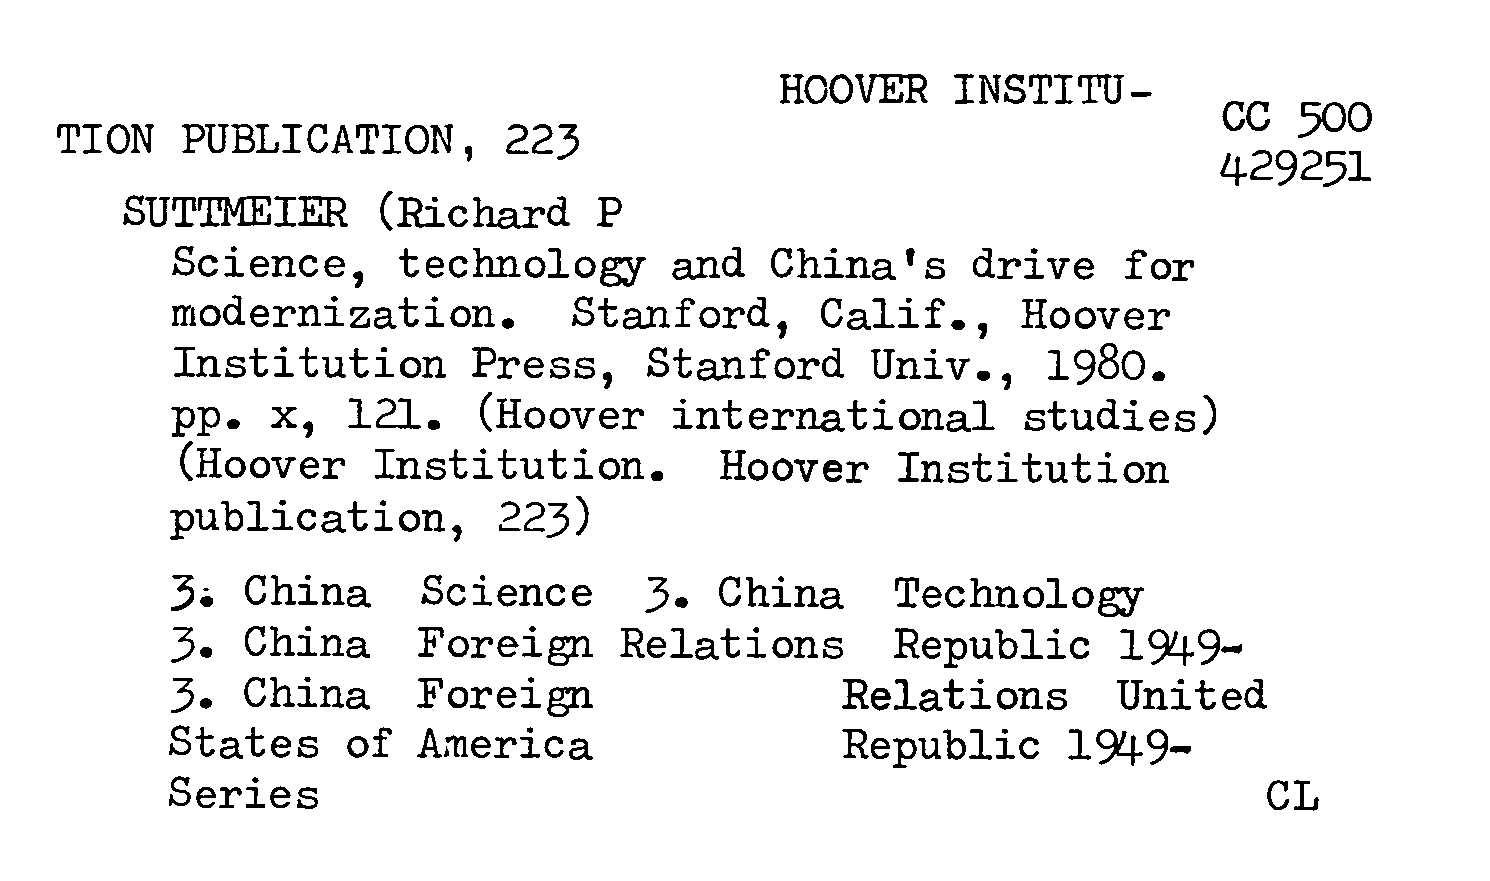 HOOVER INSTITU-
CC 500
TION PUBLICATION, 223
429251
SUTTMEIER (Richard P
Science, technology and China's drive for
modernization. Stanford, Calif., Hoover
Institution Press, Stanford Univ., 1980.
pp. x, 121. (Hoover international studies)
(Hoover Institution. Hoover Institution
publication, 223)
3. China Science 3. China Technology
3. China Foreign Relations Republic 1949-
3. China Foreign Relations United
States of America Republic 1949-
Series CL